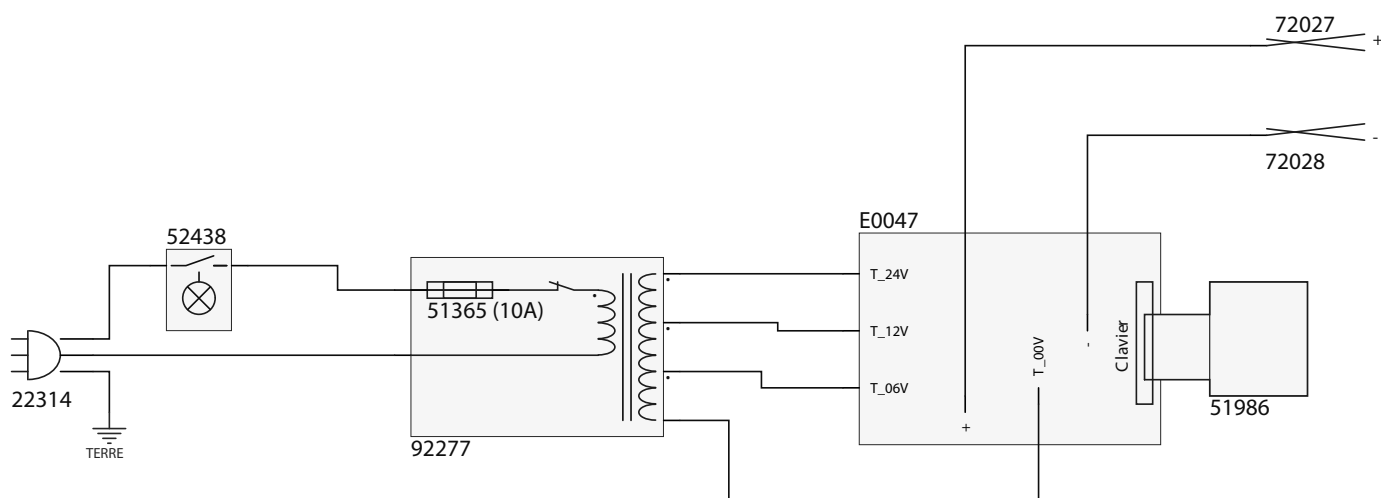 72027
+
-
72028
E0047
52438
T_24V
51365 (10A)
T_12V
Clavier
-
T_00V
T_06V
22314
51986
+
92277
TERRE